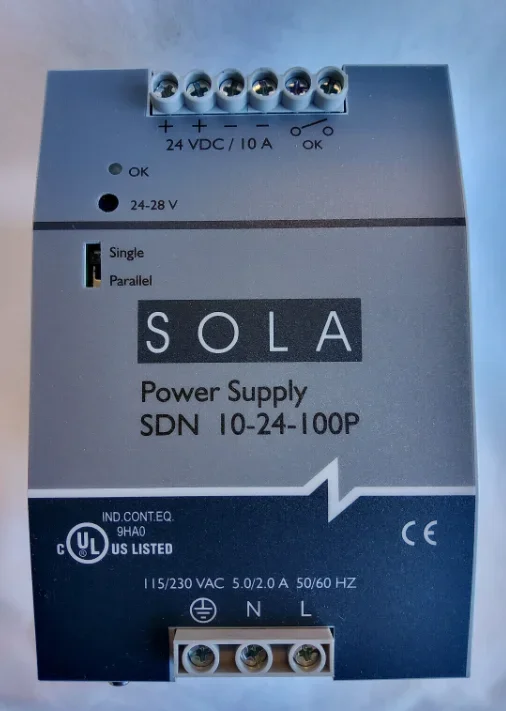 + + − −
24 VDC / 10 A OK
OK
24-28 V
Single
Parallel
SOLA
Power Supply
SDN 10-24-100P
IND.CONT.EQ.
9HA0
C UL US LISTED
CE
115/230 VAC 5.0/2.0 A 50/60 HZ
N L